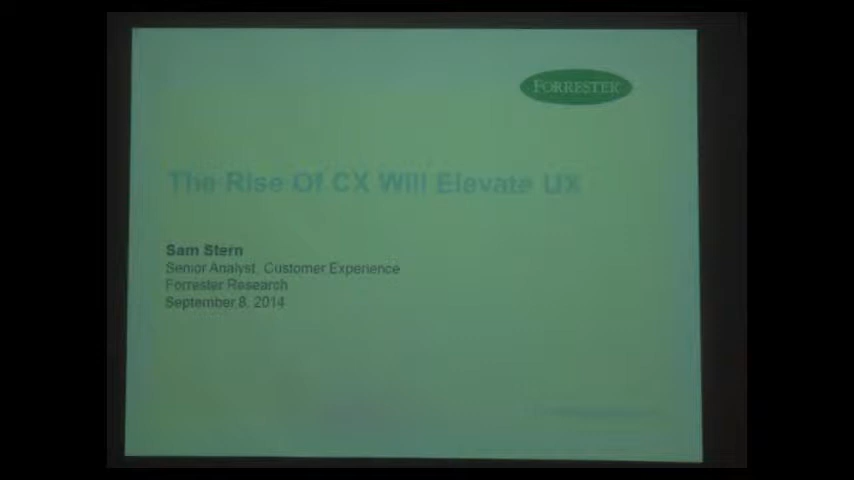 FORRESTER
The Rise Of CX Will Elevate UX
Sam Stern
Senior Analyst, Customer Experience
Forrester Research
September 8, 2014